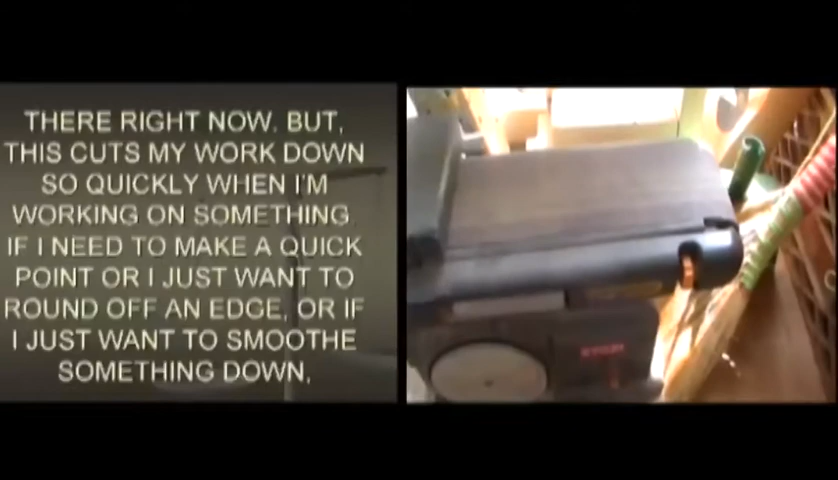 THERE RIGHT NOW. BUT,
THIS CUTS MY WORK DOWN
SO QUICKLY WHEN I'M
WORKING ON SOMETHING.
IF I NEED TO MAKE A QUICK
POINT OR I JUST WANT TO
ROUND OFF AN EDGE, OR IF
I JUST WANT TO SMOOTHE
SOMETHING DOWN,